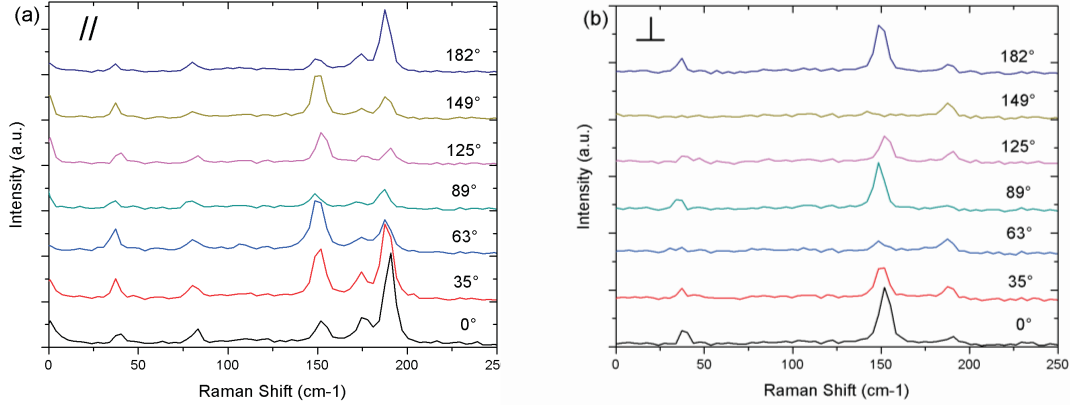 (a)
//
182°
149°
125°
89°
63°
35°
0°
Intensity (a.u.)
0 50 100 150 200 25
Raman Shift (cm-1)
(b)
⊥
182°
149°
125°
89°
63°
35°
0°
Intensity (a.u.)
0 50 100 150 200 250
Raman Shift (cm-1)